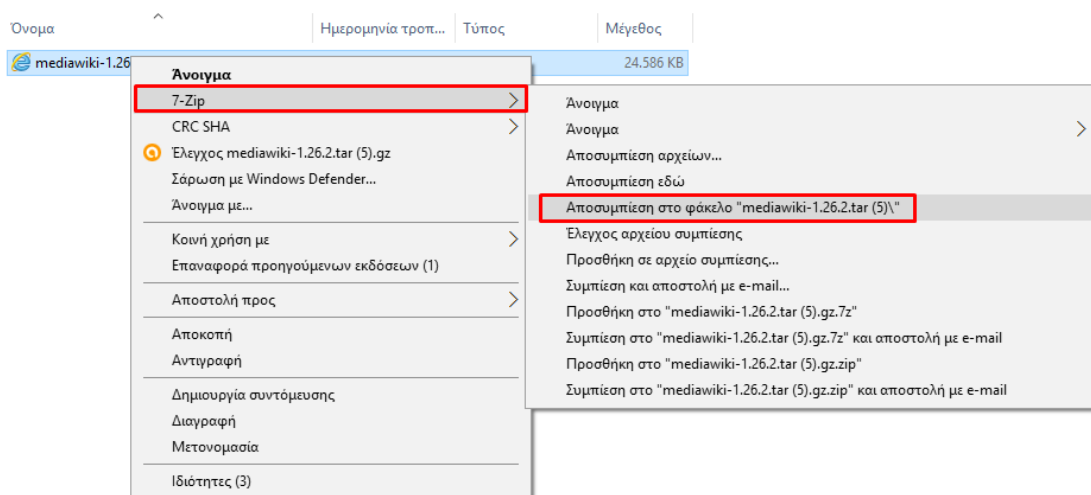 Όνομα
Ημερομηνία τροπ...
Τύπος
Μέγεθος
mediawiki-1.26
24.586 KB
Άνοιγμα
7-Zip
CRC SHA
Έλεγχος mediawiki-1.26.2.tar (5).gz
Σάρωση με Windows Defender...
Άνοιγμα με...
Κοινή χρήση με
Επαναφορά προηγούμενων εκδόσεων (1)
Αποστολή προς
Αποκοπή
Αντιγραφή
Δημιουργία συντόμευσης
Διαγραφή
Μετονομασία
Ιδιότητες (3)
Άνοιγμα
Άνοιγμα
Αποσυμπίεση αρχείων...
Αποσυμπίεση εδώ
Αποσυμπίεση στο φάκελο "mediawiki-1.26.2.tar (5)\"
Έλεγχος αρχείου συμπίεσης
Προσθήκη σε αρχείο συμπίεσης...
Συμπίεση και αποστολή με e-mail...
Προσθήκη στο "mediawiki-1.26.2.tar (5).gz.7z"
Συμπίεση στο "mediawiki-1.26.2.tar (5).gz.7z" και αποστολή με e-mail
Προσθήκη στο "mediawiki-1.26.2.tar (5).gz.zip"
Συμπίεση στο "mediawiki-1.26.2.tar (5).gz.zip" και αποστολή με e-mail